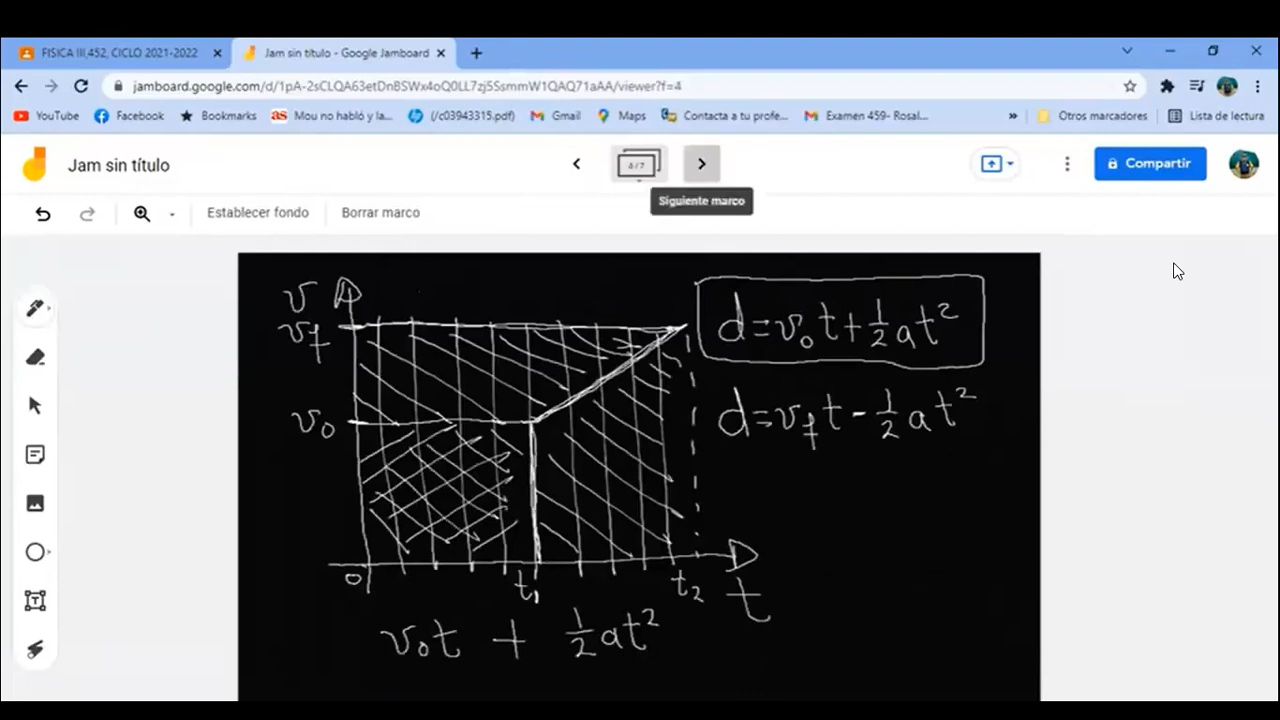 FISICA III,452, CICLO 2021-2022
Jam sin título - Google Jamboard
jamboard.google.com/d/1pA-2sCLQA63etDnBSWx4oQ0LL7zj5SsmmW1QAQ71aAA/viewer?f=4
YouTube Facebook Bookmarks Mou no habló y la... (/c03943315.pdf) Gmail Maps Contacta a tu profe... Examen 459- Rosal... » Otros marcadores Lista de lectura
Jam sin título
Compartir
Siguiente marco
Establecer fondo Borrar marco
v
vf
v₀
d=v₀t+½at²
d=vft-½at²
0 t₁ t₂ t
v₀t + ½at²